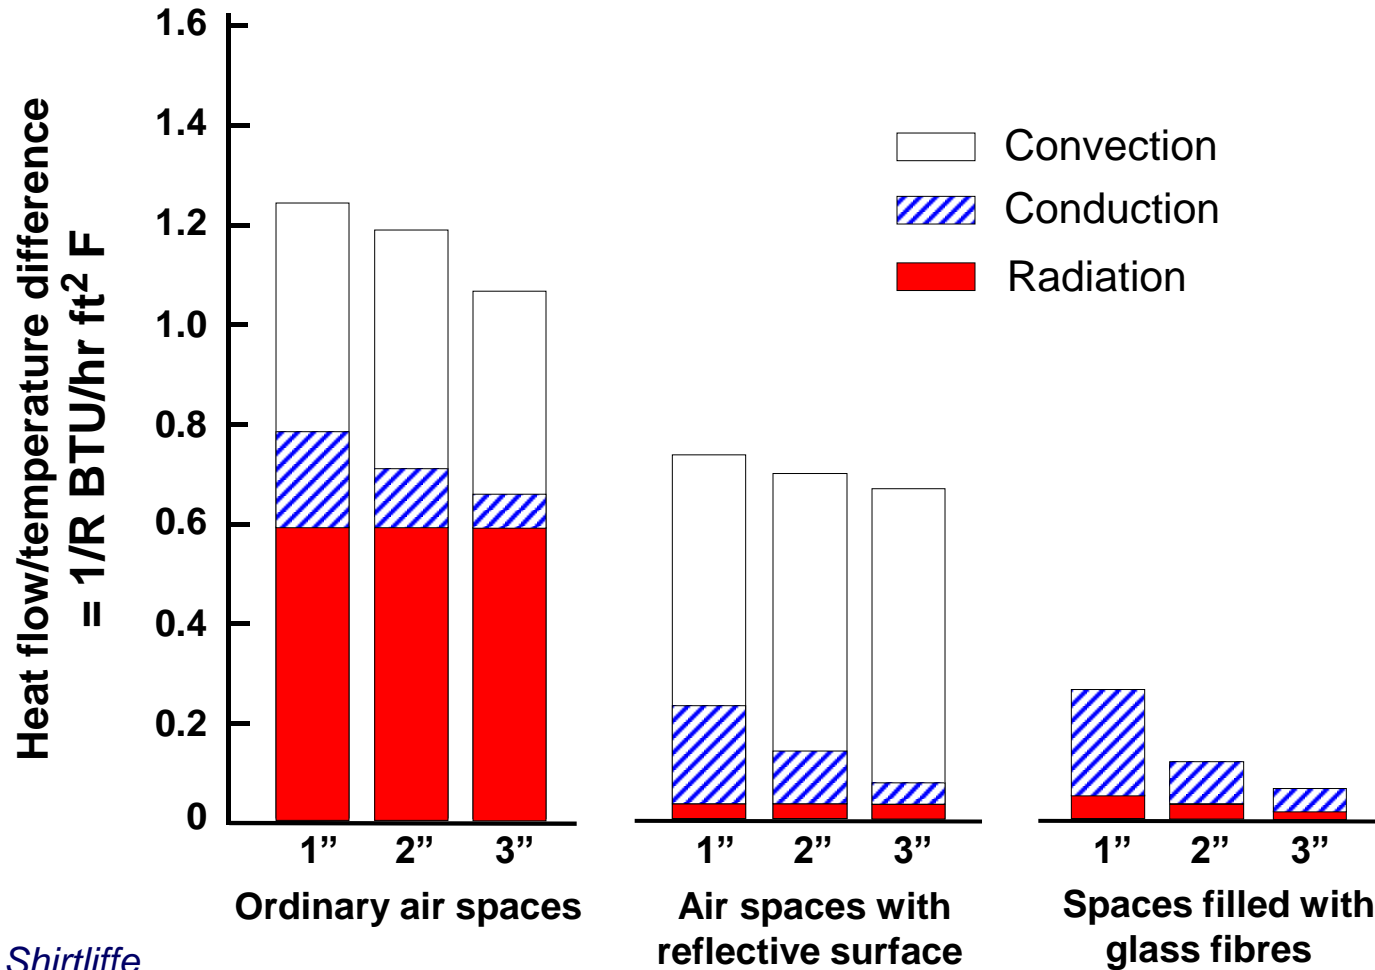 Heat flow/temperature difference
= 1/R BTU/hr ft² F
1.6
1.4
1.2
1.0
0.8
0.6
0.4
0.2
0
Convection
Conduction
Radiation
1” 2” 3”
Ordinary air spaces
1” 2” 3”
Air spaces with
reflective surface
1” 2” 3”
Spaces filled with
glass fibres
Shirtliffe